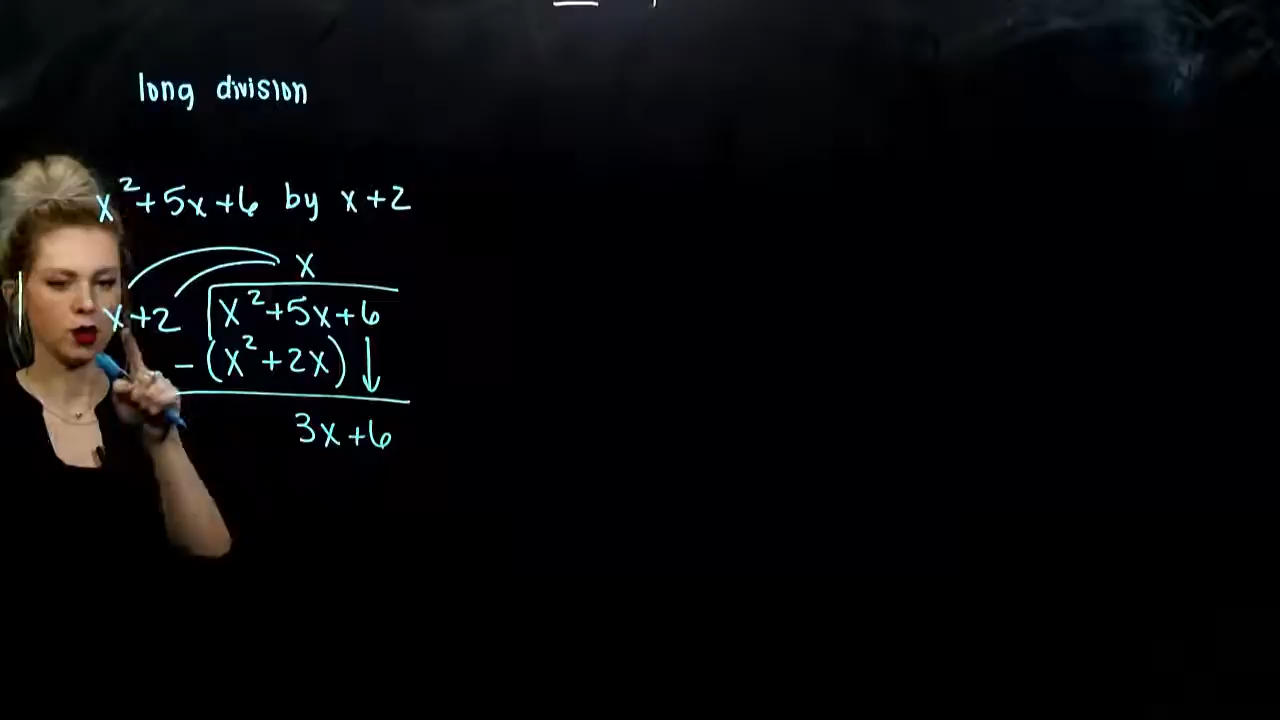 long division
x²+5x+6 by x+2
x
x+2 x²+5x+6
-(x²+2x)↓
3x+6